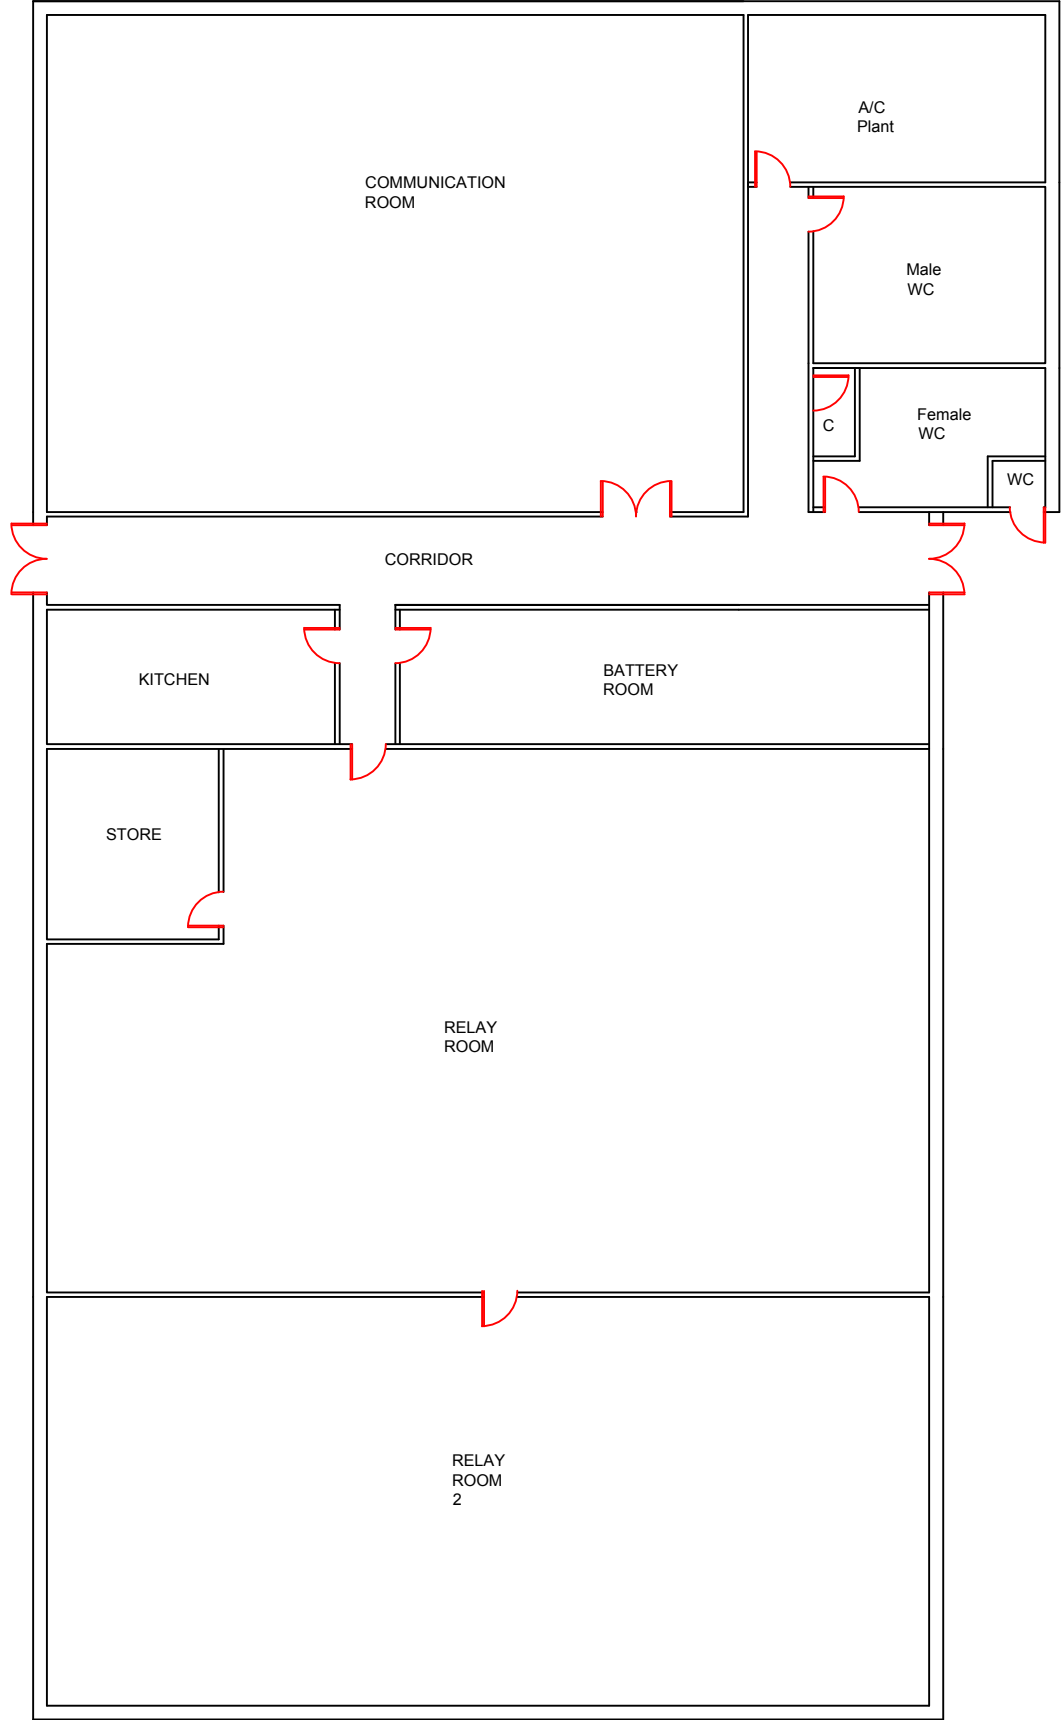 A/C
Plant
COMMUNICATION
ROOM
Male
WC
Female
WC
C
WC
CORRIDOR
KITCHEN
BATTERY
ROOM
STORE
RELAY
ROOM
RELAY
ROOM
2